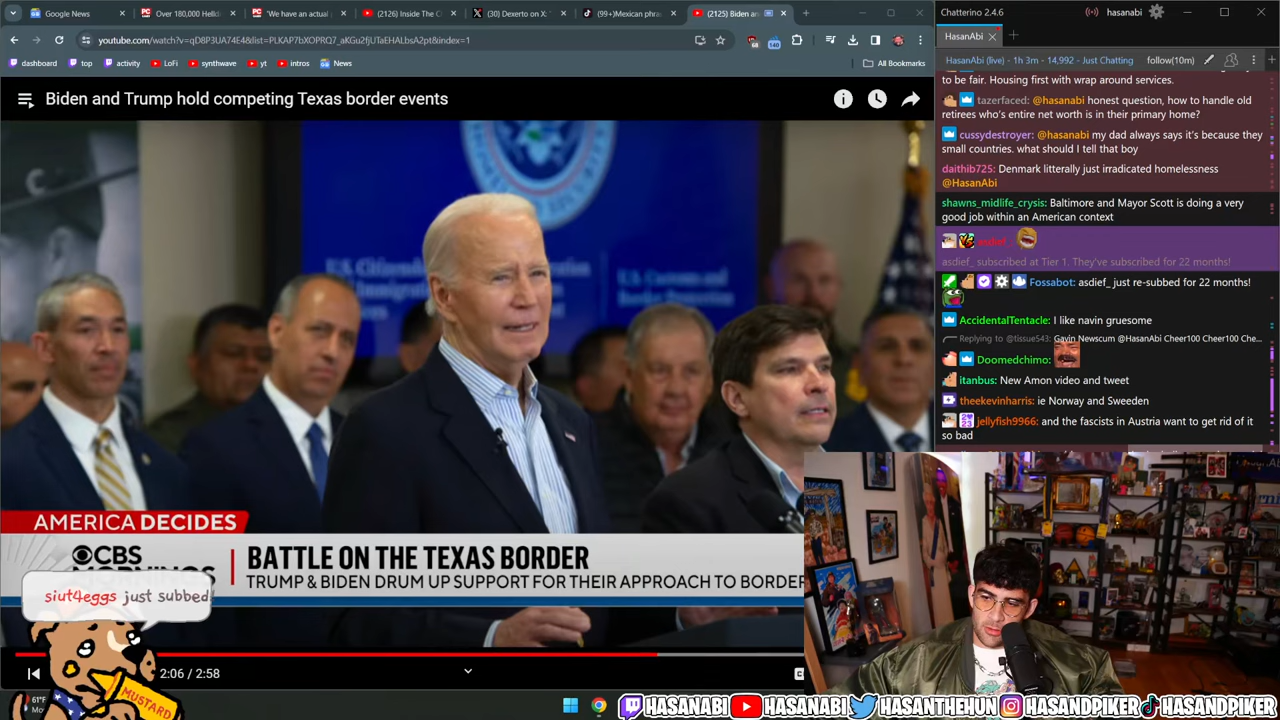 Google News
Over 180,000 Helldi
"We have an actual
(2126) Inside The C
(30) Dexerto on X:
(99+)Mexican phra
(2125) Biden an
youtube.com/watch?v=qD8P3UA74E4&list=PLKAP7bXOPRQ7_aKGu2fjUTaEHALbsA2pt&index=1
dashboard
top
activity
LoFi
synthwave
yt
intros
News
All Bookmarks
Biden and Trump hold competing Texas border events
AMERICA DECIDES
CBS
MORNINGS
BATTLE ON THE TEXAS BORDER
TRUMP & BIDEN DRUM UP SUPPORT FOR THEIR APPROACH TO BORDER
siut4eggs just subbed!
MUSTARD
2:06 / 2:58
61°F
Chatterino 2.4.6
hasanabi
HasanAbi
HasanAbi (live) - 1h 3m - 14,992 - Just Chatting
follow(10m)
to be fair. Housing first with wrap around services.
tazerfaced: @hasanabi honest question, how to handle old
retirees who's entire net worth is in their primary home?
cussydestroyer: @hasanabi my dad always says it's because they
small countries. what should I tell that boy
daithib725: Denmark litterally just irradicated homelessness
@HasanAbi
shawns_midlife_crysis: Baltimore and Mayor Scott is doing a very
good job within an American context
asdief_:
asdief_ subscribed at Tier 1. They've subscribed for 22 months!
Fossabot: asdief_ just re-subbed for 22 months!
AccidentalTentacle: I like navin gruesome
Replying to @tissue543: Gavin Newscum @HasanAbi Cheer100 Cheer100 Che...
Doomedchimo:
itanbus: New Amon video and tweet
theekevinharris: ie Norway and Sweeden
jellyfish9966: and the fascists in Austria want to get rid of it
so bad
HASANABI
HASANABI
HASANTHEHUN
HASANDPIKER
HASANDPIKER